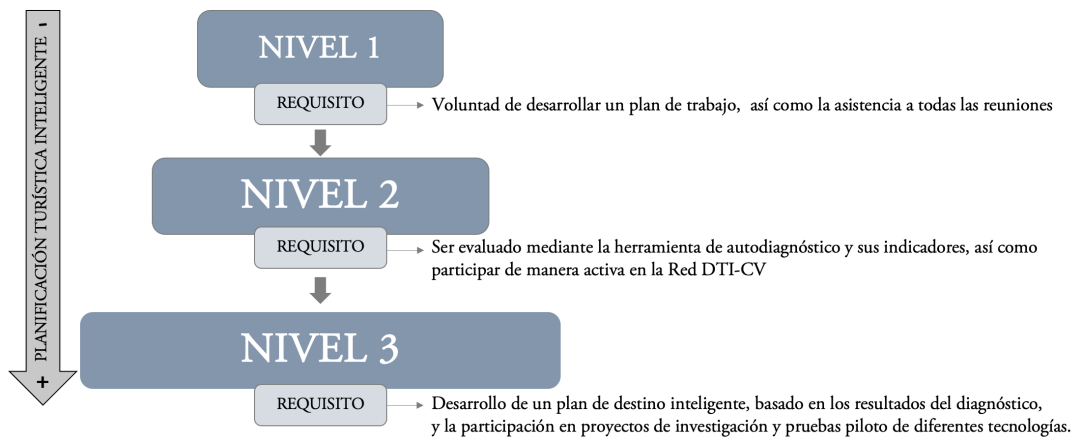 PLANIFICACIÓN TURÍSTICA INTELIGENTE -
+
NIVEL 1
REQUISITO
Voluntad de desarrollar un plan de trabajo, así como la asistencia a todas las reuniones
NIVEL 2
REQUISITO
Ser evaluado mediante la herramienta de autodiagnóstico y sus indicadores, así como
participar de manera activa en la Red DTI-CV
NIVEL 3
REQUISITO
Desarrollo de un plan de destino inteligente, basado en los resultados del diagnóstico,
y la participación en proyectos de investigación y pruebas piloto de diferentes tecnologías.